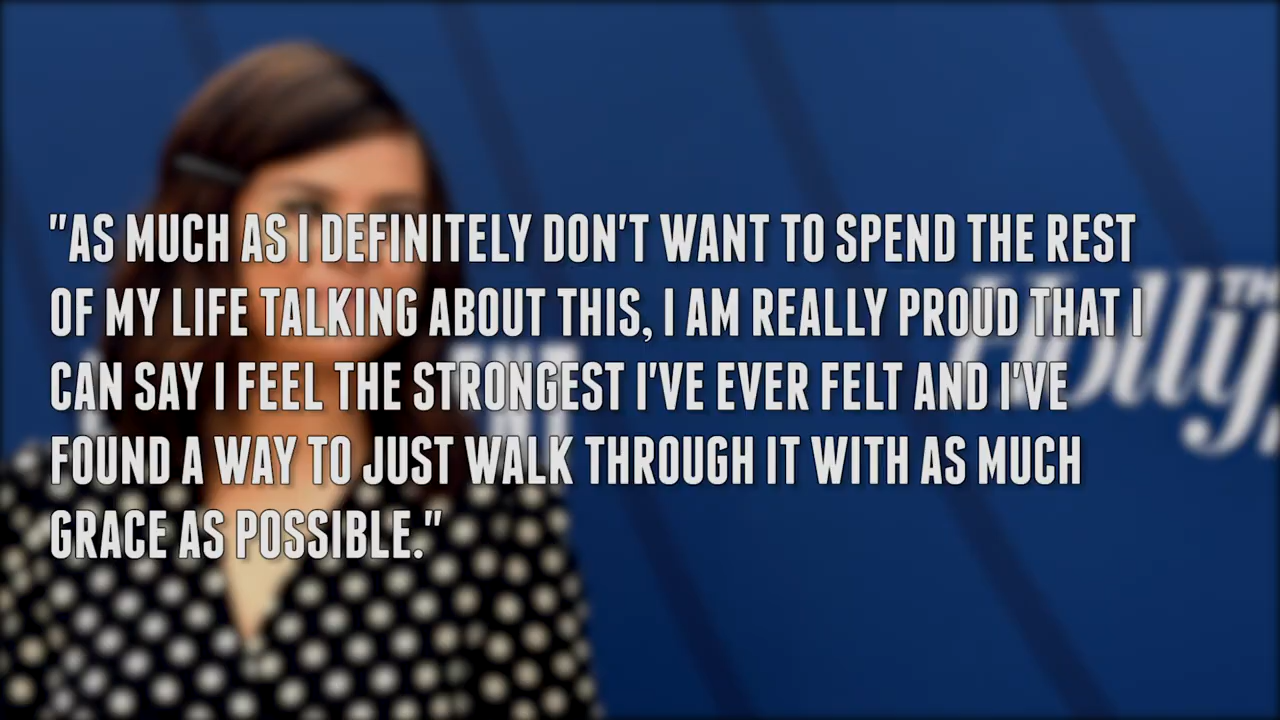 "AS MUCH AS I DEFINITELY DON'T WANT TO SPEND THE REST
OF MY LIFE TALKING ABOUT THIS, I AM REALLY PROUD THAT I
CAN SAY I FEEL THE STRONGEST I'VE EVER FELT AND I'VE
FOUND A WAY TO JUST WALK THROUGH IT WITH AS MUCH
GRACE AS POSSIBLE."